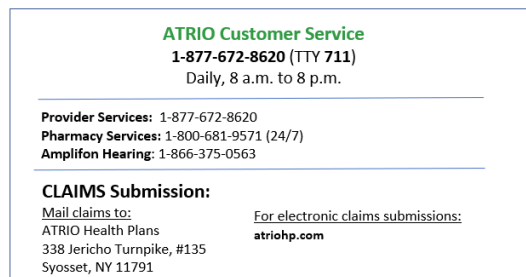 ATRIO Customer Service
1-877-672-8620 (TTY 711)
Daily, 8 a.m. to 8 p.m.
Provider Services: 1-877-672-8620
Pharmacy Services: 1-800-681-9571 (24/7)
Amplifon Hearing: 1-866-375-0563
CLAIMS Submission:
Mail claims to:
ATRIO Health Plans
338 Jericho Turnpike, #135
Syosset, NY 11791
For electronic claims submissions:
atriohp.com